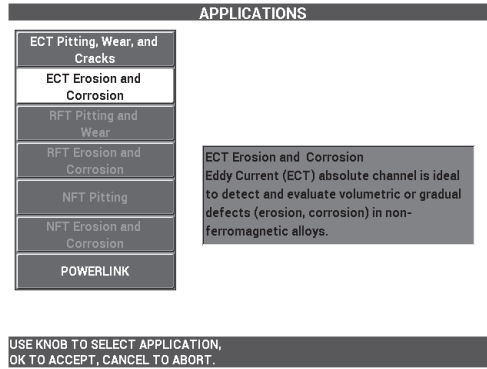 APPLICATIONS
ECT Pitting, Wear, and
Cracks
ECT Erosion and
Corrosion
RFT Pitting and
Wear
RFT Erosion and
Corrosion
NFT Pitting
NFT Erosion and
Corrosion
POWERLINK
ECT Erosion and Corrosion
Eddy Current (ECT) absolute channel is ideal
to detect and evaluate volumetric or gradual
defects (erosion, corrosion) in non-
ferromagnetic alloys.
USE KNOB TO SELECT APPLICATION,
OK TO ACCEPT, CANCEL TO ABORT.